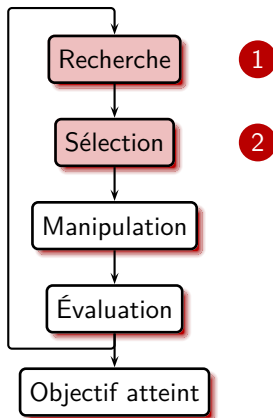 Recherche 1
Sélection 2
Manipulation
Évaluation
Objectif atteint